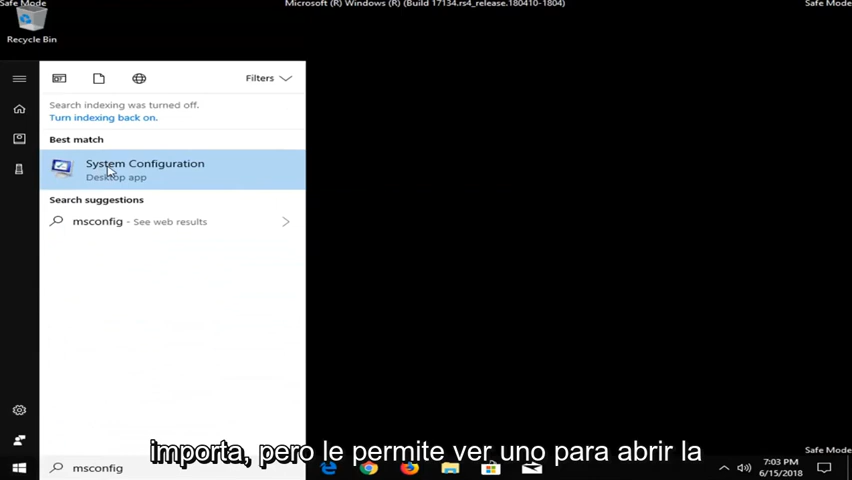 Safe Mode
Microsoft (R) Windows (R) (Build 17134.rs4_release.180410-1804)
Safe Mode
Recycle Bin
Filters
Search indexing was turned off.
Turn indexing back on.
Best match
System Configuration
Desktop app
Search suggestions
msconfig - See web results
importa, pero le permite ver uno para abrir la
Safe Mode
msconfig
7:03 PM
6/15/2018